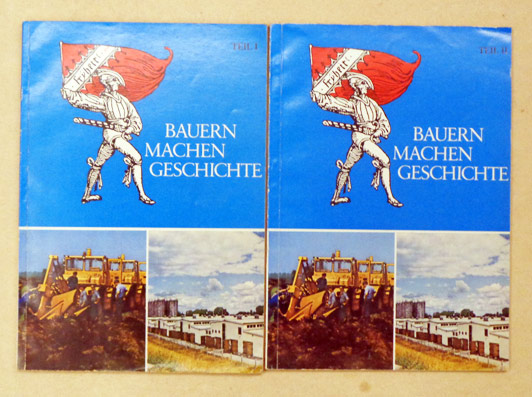 TEIL I
freiheit
BAUERN
MACHEN
GESCHICHTE
TEIL II
freiheit
BAUERN
MACHEN
GESCHICHTE